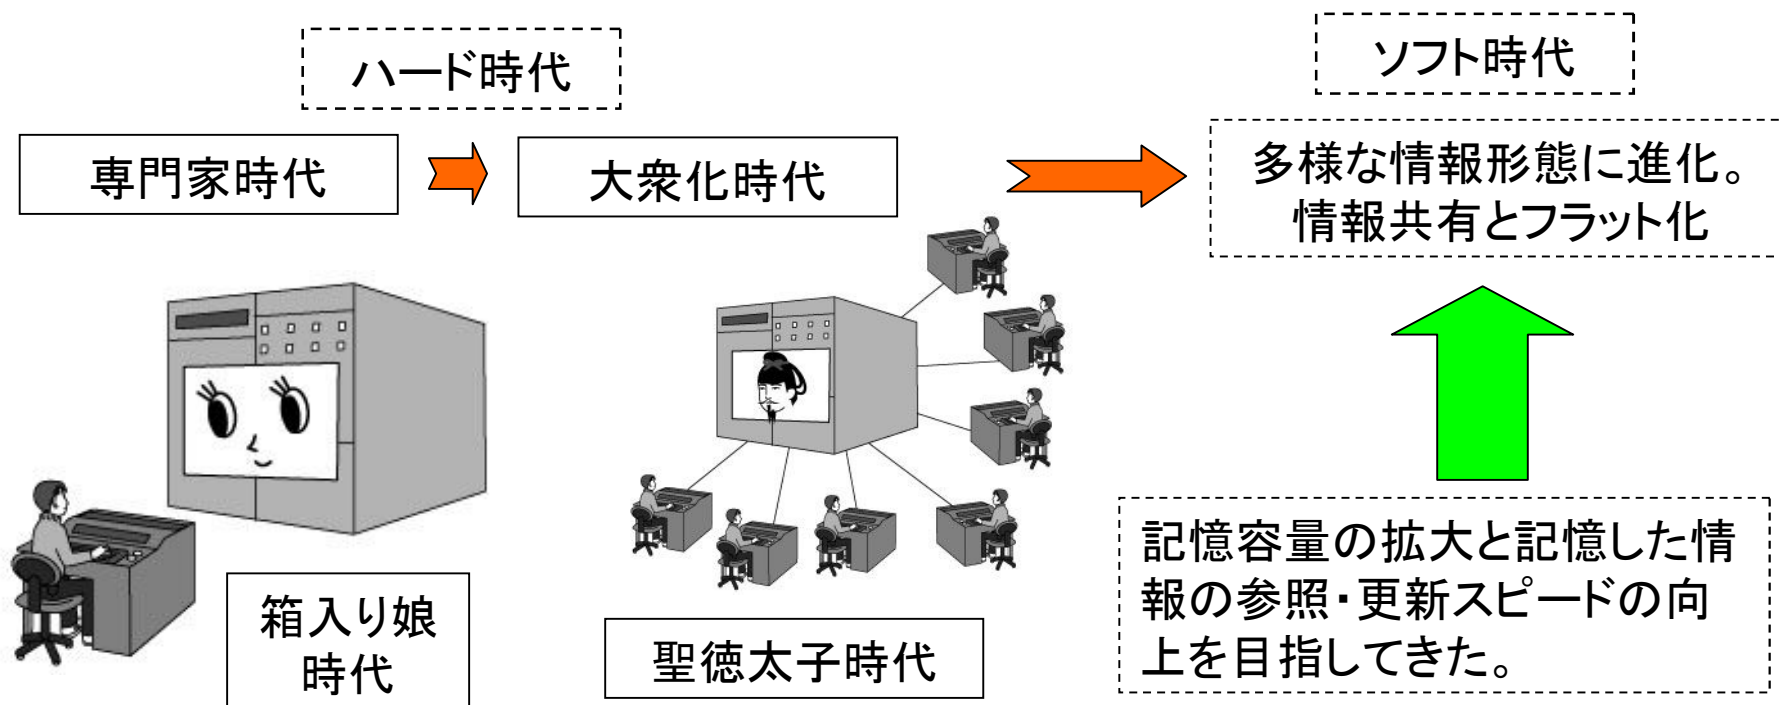 ハード時代
ソフト時代
専門家時代
大衆化時代
多様な情報形態に進化。
情報共有とフラット化
箱入り娘
時代
聖徳太子時代
記憶容量の拡大と記憶した情
報の参照・更新スピードの向
上を目指してきた。